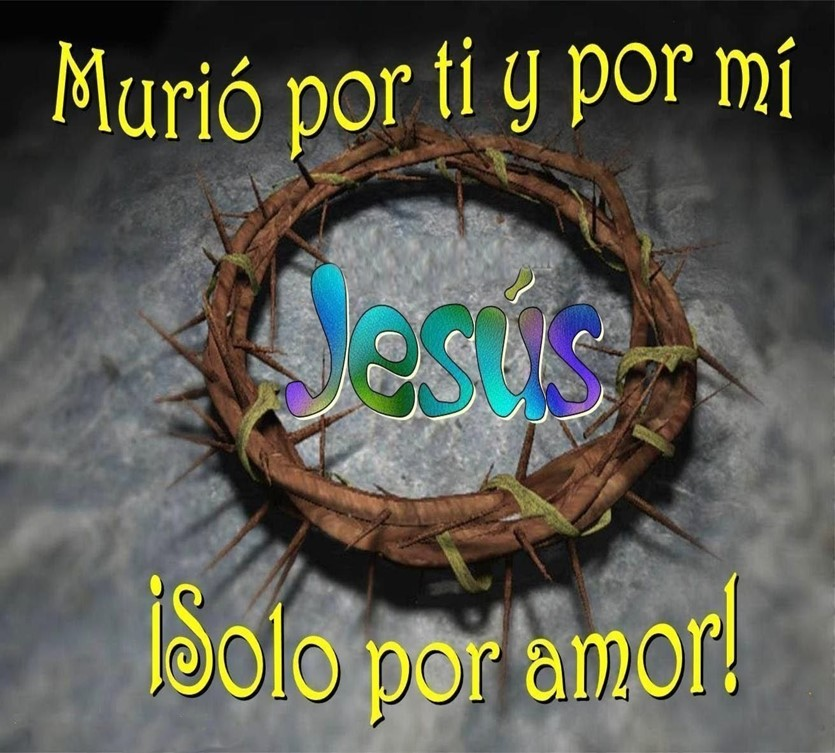 Murió por ti y por mí
Jesús
¡Solo por amor!